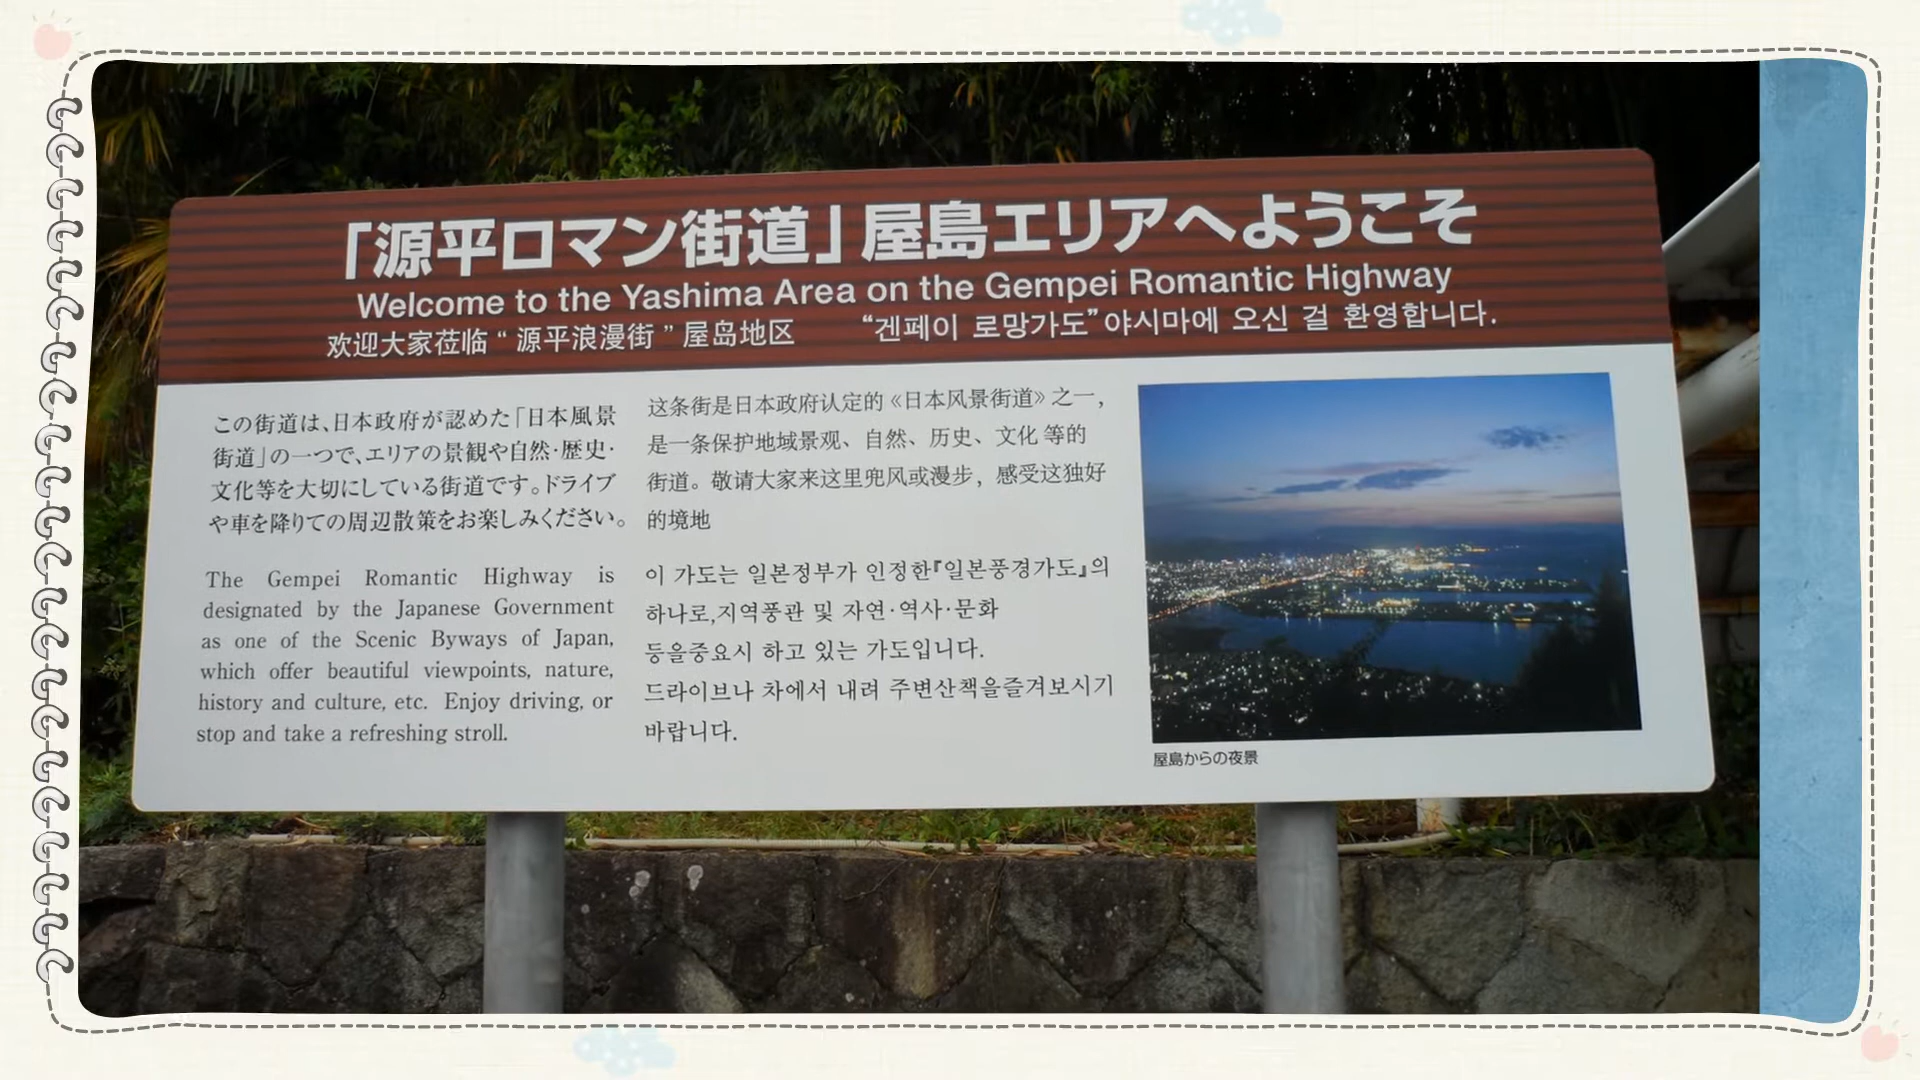 「源平ロマン街道」屋島エリアへようこそ
Welcome to the Yashima Area on the Gempei Romantic Highway
欢迎大家莅临“源平浪漫街”屋岛地区
“겐페이 로망가도”야시마에 오신 걸 환영합니다.
この街道は、日本政府が認めた「日本風景
街道」の一つで、エリアの景観や自然·歴史·
文化等を大切にしている街道です。ドライブ
や車を降りての周辺散策をお楽しみください。
The Gempei Romantic Highway is
designated by the Japanese Government
as one of the Scenic Byways of Japan,
which offer beautiful viewpoints, nature,
history and culture, etc. Enjoy driving, or
stop and take a refreshing stroll.
这条街是日本政府认定的《日本风景街道》之一，
是一条保护地域景观、自然、历史、文化 等的
街道。敬请大家来这里兜风或漫步，感受这独好
的境地
이 가도는 일본정부가 인정한『일본풍경가도』의
하나로,지역풍관 및 자연·역사·문화
등을중요시 하고 있는 가도입니다.
드라이브나 차에서 내려 주변산책을즐겨보시기
바랍니다.
屋島からの夜景